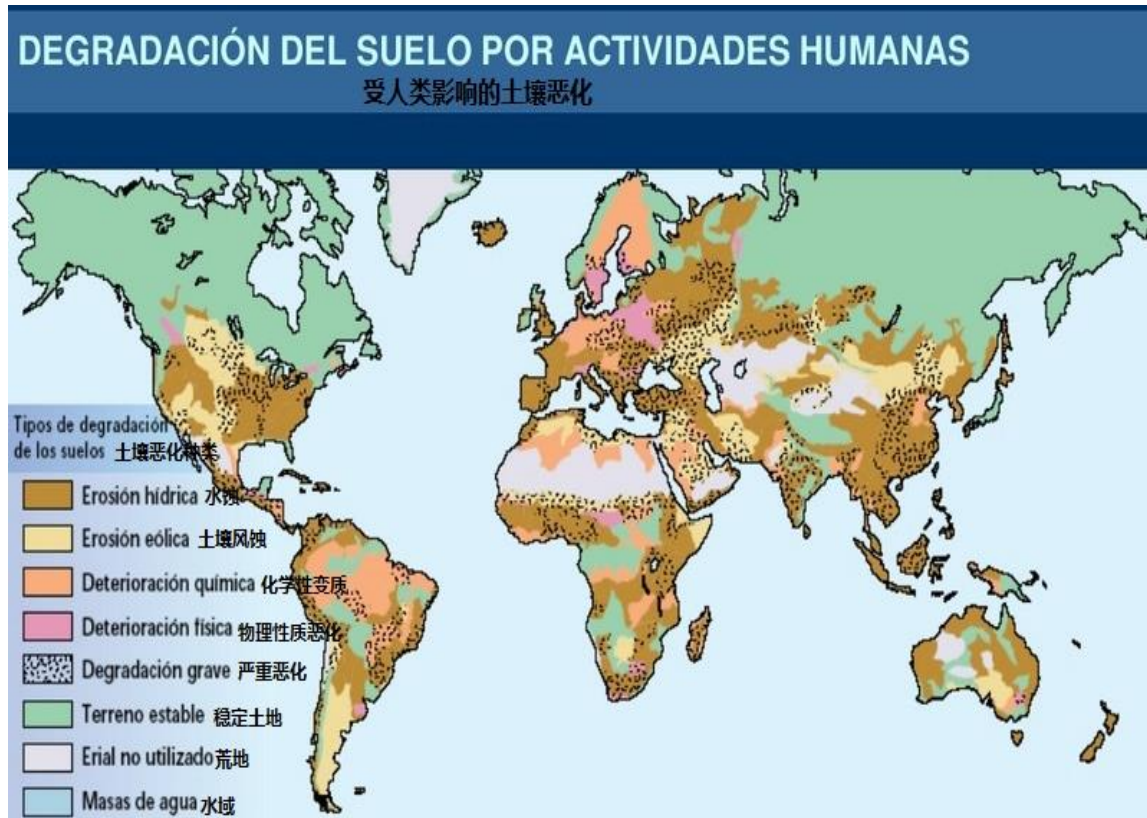 DEGRADACIÓN DEL SUELO POR ACTIVIDADES HUMANAS
受人类影响的土壤恶化
Tipos de degradación
de los suelos 土壤恶化种类
Erosión hídrica 水蚀
Erosión eólica 土壤风蚀
Deterioración química 化学性变质
Deterioración física 物理性质恶化
Degradación grave 严重恶化
Terreno estable 稳定土地
Erial no utilizado 荒地
Masas de agua 水域